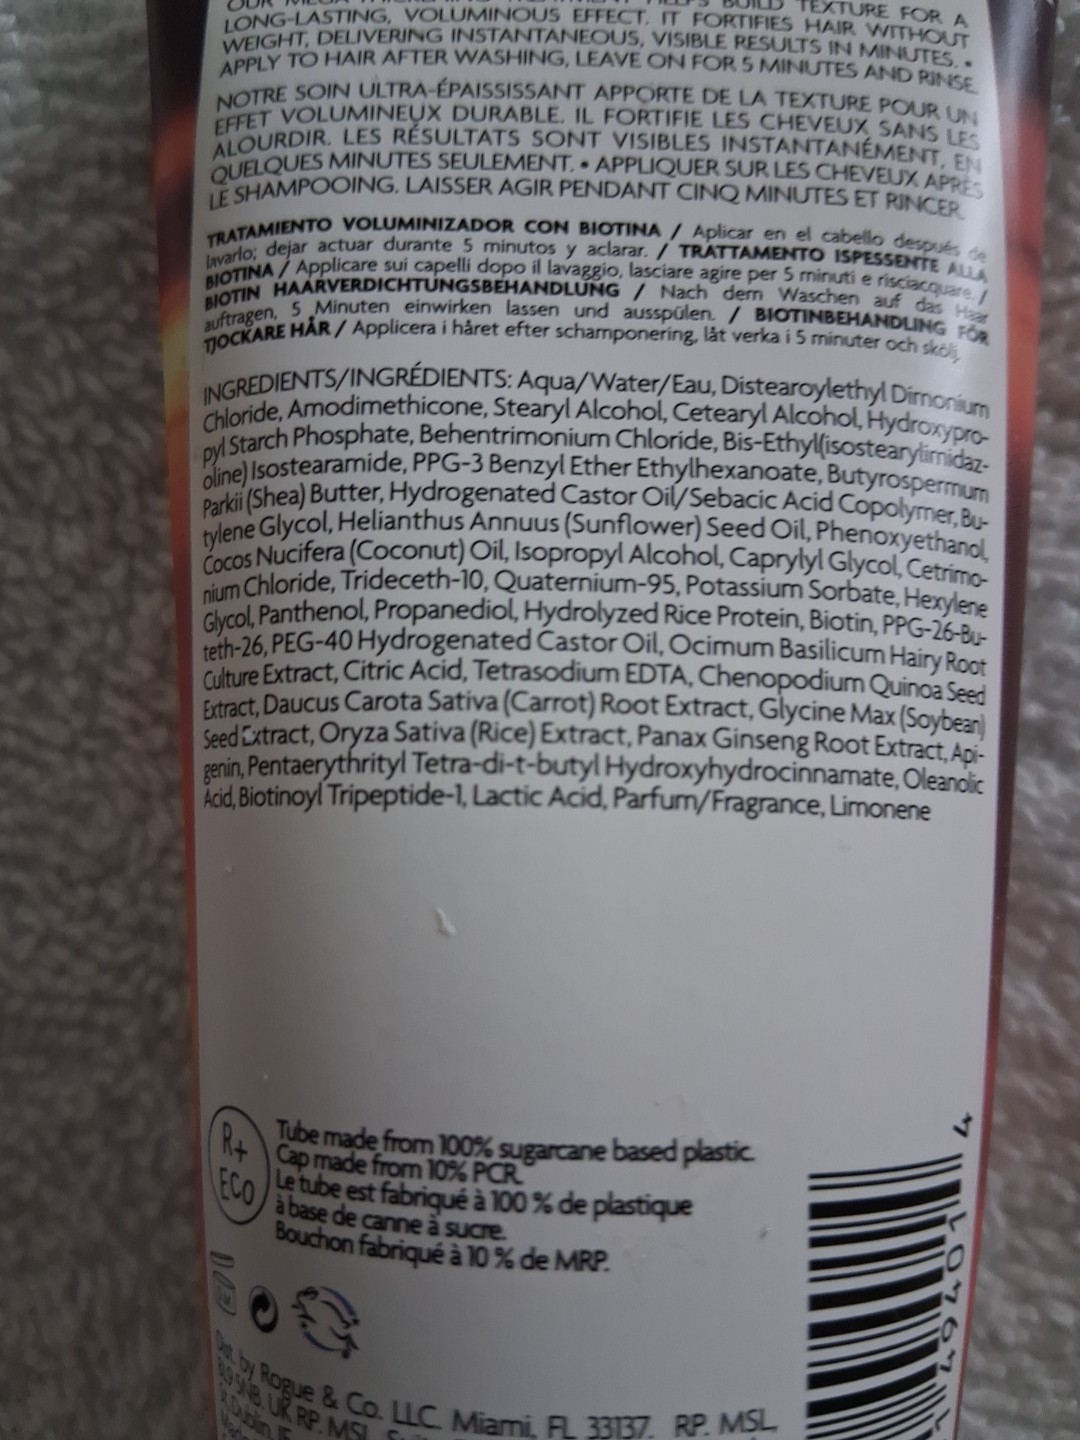 BUILD TEXTURE FOR A
LONG-LASTING, VOLUMINOUS EFFECT. IT FORTIFIES HAIR WITHOUT
WEIGHT, DELIVERING INSTANTANEOUS, VISIBLE RESULTS IN MINUTES. •
APPLY TO HAIR AFTER WASHING, LEAVE ON FOR 5 MINUTES AND RINSE.
NOTRE SOIN ULTRA-ÉPAISSISSANT APPORTE DE LA TEXTURE POUR UN
EFFET VOLUMINEUX DURABLE. IL FORTIFIE LES CHEVEUX SANS LES
ALOURDIR. LES RÉSULTATS SONT VISIBLES INSTANTANÉMENT, EN
QUELQUES MINUTES SEULEMENT. • APPLIQUER SUR LES CHEVEUX APRÈS
LE SHAMPOOING. LAISSER AGIR PENDANT CINQ MINUTES ET RINCER.
TRATAMIENTO VOLUMINIZADOR CON BIOTINA / Aplicar en el cabello después de
lavarlo; dejar actuar durante 5 minutos y aclarar. / TRATTAMENTO ISPESSENTE ALLA
BIOTINA / Applicare sui capelli dopo il lavaggio, lasciare agire per 5 minuti e risciacquare. /
BIOTIN HAARVERDICHTUNGSBEHANDLUNG / Nach dem Waschen auf das Haar
auftragen, 5 Minuten einwirken lassen und ausspülen. / BIOTINBEHANDLING FÖR
TJOCKARE HÅR / Applicera i håret efter schamponering, låt verka i 5 minuter och skölj.
INGREDIENTS/INGRÉDIENTS: Aqua/Water/Eau, Distearoylethyl Dimonium
Chloride, Amodimethicone, Stearyl Alcohol, Cetearyl Alcohol, Hydroxypro-
pyl Starch Phosphate, Behentrimonium Chloride, Bis-Ethyl(isostearylimidaz-
oline) Isostearamide, PPG-3 Benzyl Ether Ethylhexanoate, Butyrospermum
Parkii (Shea) Butter, Hydrogenated Castor Oil/Sebacic Acid Copolymer, Bu-
tylene Glycol, Helianthus Annuus (Sunflower) Seed Oil, Phenoxyethanol,
Cocos Nucifera (Coconut) Oil, Isopropyl Alcohol, Caprylyl Glycol, Cetrimo-
nium Chloride, Trideceth-10, Quaternium-95, Potassium Sorbate, Hexylene
Glycol, Panthenol, Propanediol, Hydrolyzed Rice Protein, Biotin, PPG-26-Bu-
teth-26, PEG-40 Hydrogenated Castor Oil, Ocimum Basilicum Hairy Root
Culture Extract, Citric Acid, Tetrasodium EDTA, Chenopodium Quinoa Seed
Extract, Daucus Carota Sativa (Carrot) Root Extract, Glycine Max (Soybean)
Seed Extract, Oryza Sativa (Rice) Extract, Panax Ginseng Root Extract, Api-
genin, Pentaerythrityl Tetra-di-t-butyl Hydroxyhydrocinnamate, Oleanolic
Acid, Biotinoyl Tripeptide-1, Lactic Acid, Parfum/Fragrance, Limonene
R+
ECO
Tube made from 100% sugarcane based plastic.
Cap made from 10% PCR
Le tube est fabriqué à 100 % de plastique
à base de canne à sucre.
Bouchon fabriqué à 10 % de MRP.
Dist. by Rogue & Co. LLC. Miami, FL 33137. RP. MSL,
9NB. UK RP. MSL
Dublin, IE